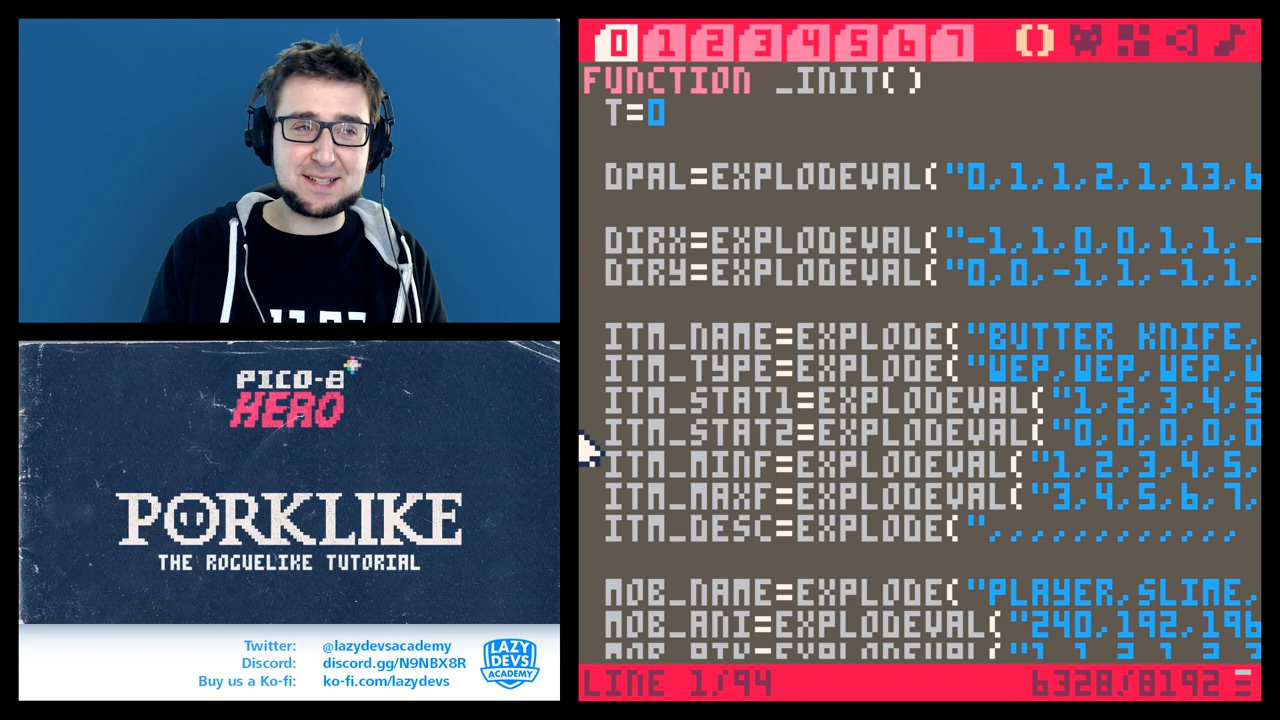 PICO-8
HERO
PORKLIKE
THE ROGUELIKE TUTORIAL
Twitter: @lazydevsacademy
Discord: discord.gg/N9NBX8R
Buy us a Ko-fi: ko-fi.com/lazydevs
LAZY
DEVS
ACADEMY
0 1 2 3 4 5 6 7
FUNCTION _INIT()
T=0
DPAL=EXPLODEVAL("0,1,1,2,1,13,6
DIRX=EXPLODEVAL("-1,1,0,0,1,1,-
DIRY=EXPLODEVAL("0,0,-1,1,-1,1,
ITM_NAME=EXPLODE("BUTTER KNIFE,
ITM_TYPE=EXPLODE("WEP,WEP,WEP,W
ITM_STAT1=EXPLODEVAL("1,2,3,4,5
ITM_STAT2=EXPLODEVAL("0,0,0,0,0
ITM_MINF=EXPLODEVAL("1,2,3,4,5,
ITM_MAXF=EXPLODEVAL("3,4,5,6,7,
ITM_DESC=EXPLODE(",,,,,,,,,,,,
MOB_NAME=EXPLODE("PLAYER,SLIME,
MOB_ANI=EXPLODEVAL("240,192,196
LINE 1/94
6328/8192